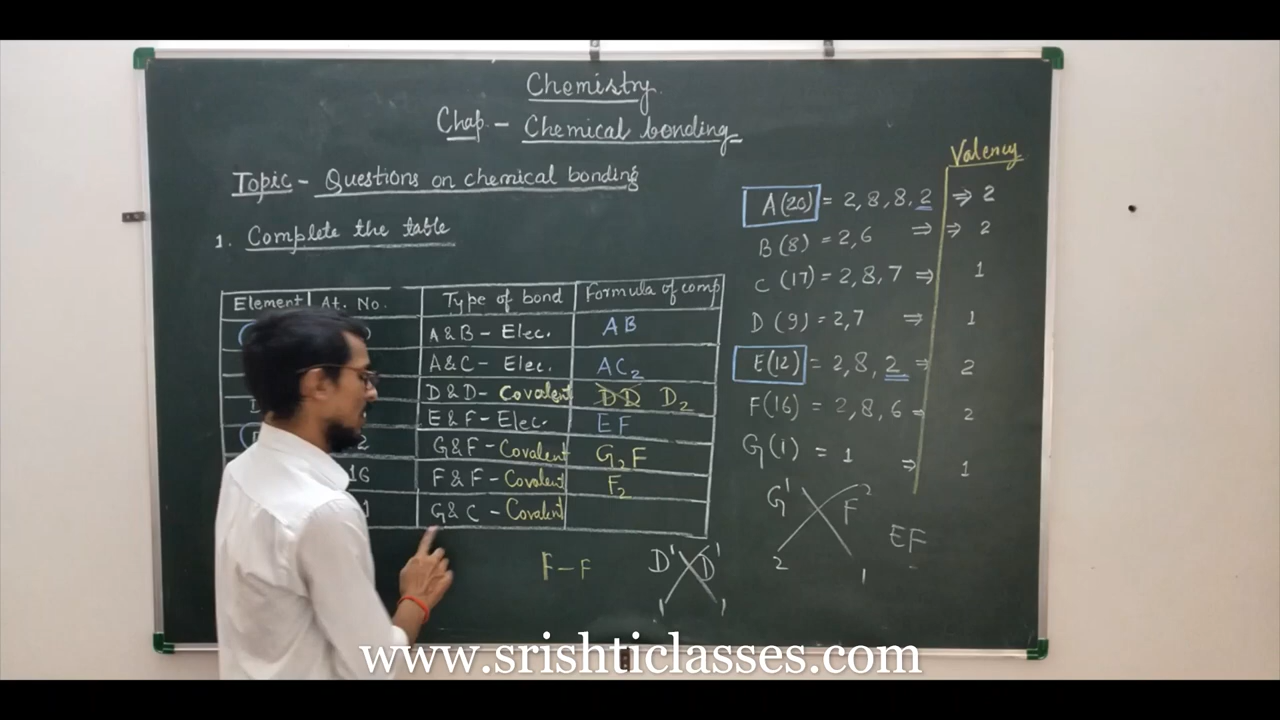 Chemistry
Chap. - Chemical bonding
Topic - Questions on chemical bonding
1. Complete the table
Element At. No. Type of bond Formula of comp
A & B - Elec. AB
A & C - Elec. AC2
D & D - Covalent DD D2
E & F - Elec. EF
2 G & F - Covalent G2F
16 F & F - Covalent F2
1 G & C - Covalent
F - F
D1 D1
1 1
Valency
A (20) = 2, 8, 8, 2 ⇒ 2
B (8) = 2, 6 ⇒ ⇒ 2
C (17) = 2, 8, 7 ⇒ 1
D (9) = 2, 7 ⇒ 1
E (12) = 2, 8, 2 ⇒ 2
F (16) = 2, 8, 6 ⇒ 2
G (1) = 1 ⇒ 1
G1 F2
2 1
EF
www.srishticlasses.com